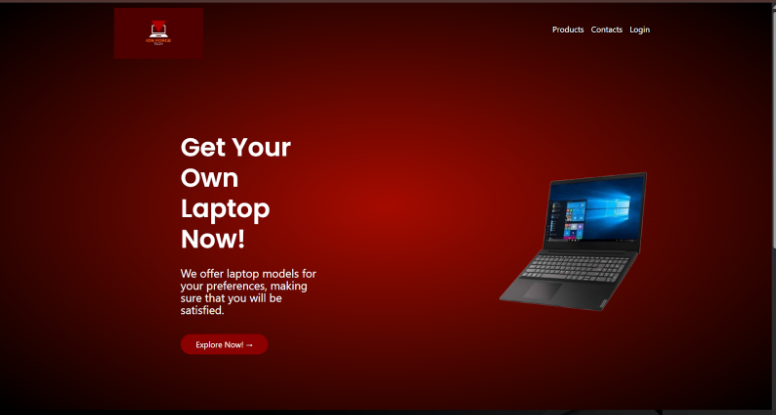 Products Contacts Login
Get Your
Own
Laptop
Now!
We offer laptop models for
your preferences, making
sure that you will be
satisfied.
Explore Now! →